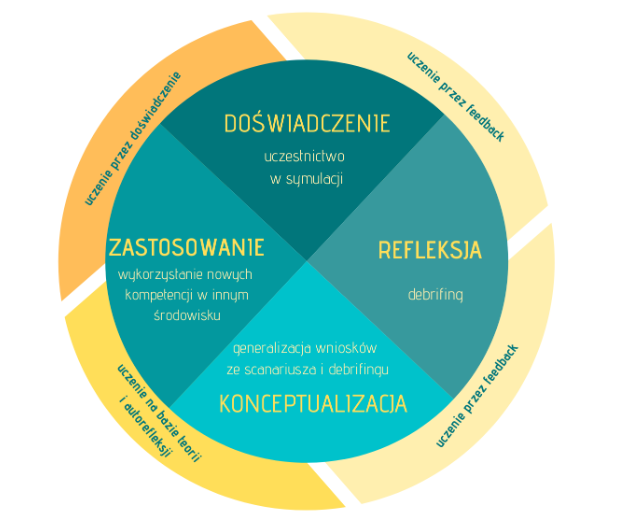 uczenie przez doświadczenie
uczenie przez feedback
DOŚWIADCZENIE
uczestnictwo
w symulacji
ZASTOSOWANIE
wykorzystanie nowych
kompetencji w innym
środowisku
REFLEKSJA
debrifing
generalizacja wniosków
ze scanariusza i debrifingu
KONCEPTUALIZACJA
uczenie na bazie teorii
i autorefleksji
uczenie przez feedback